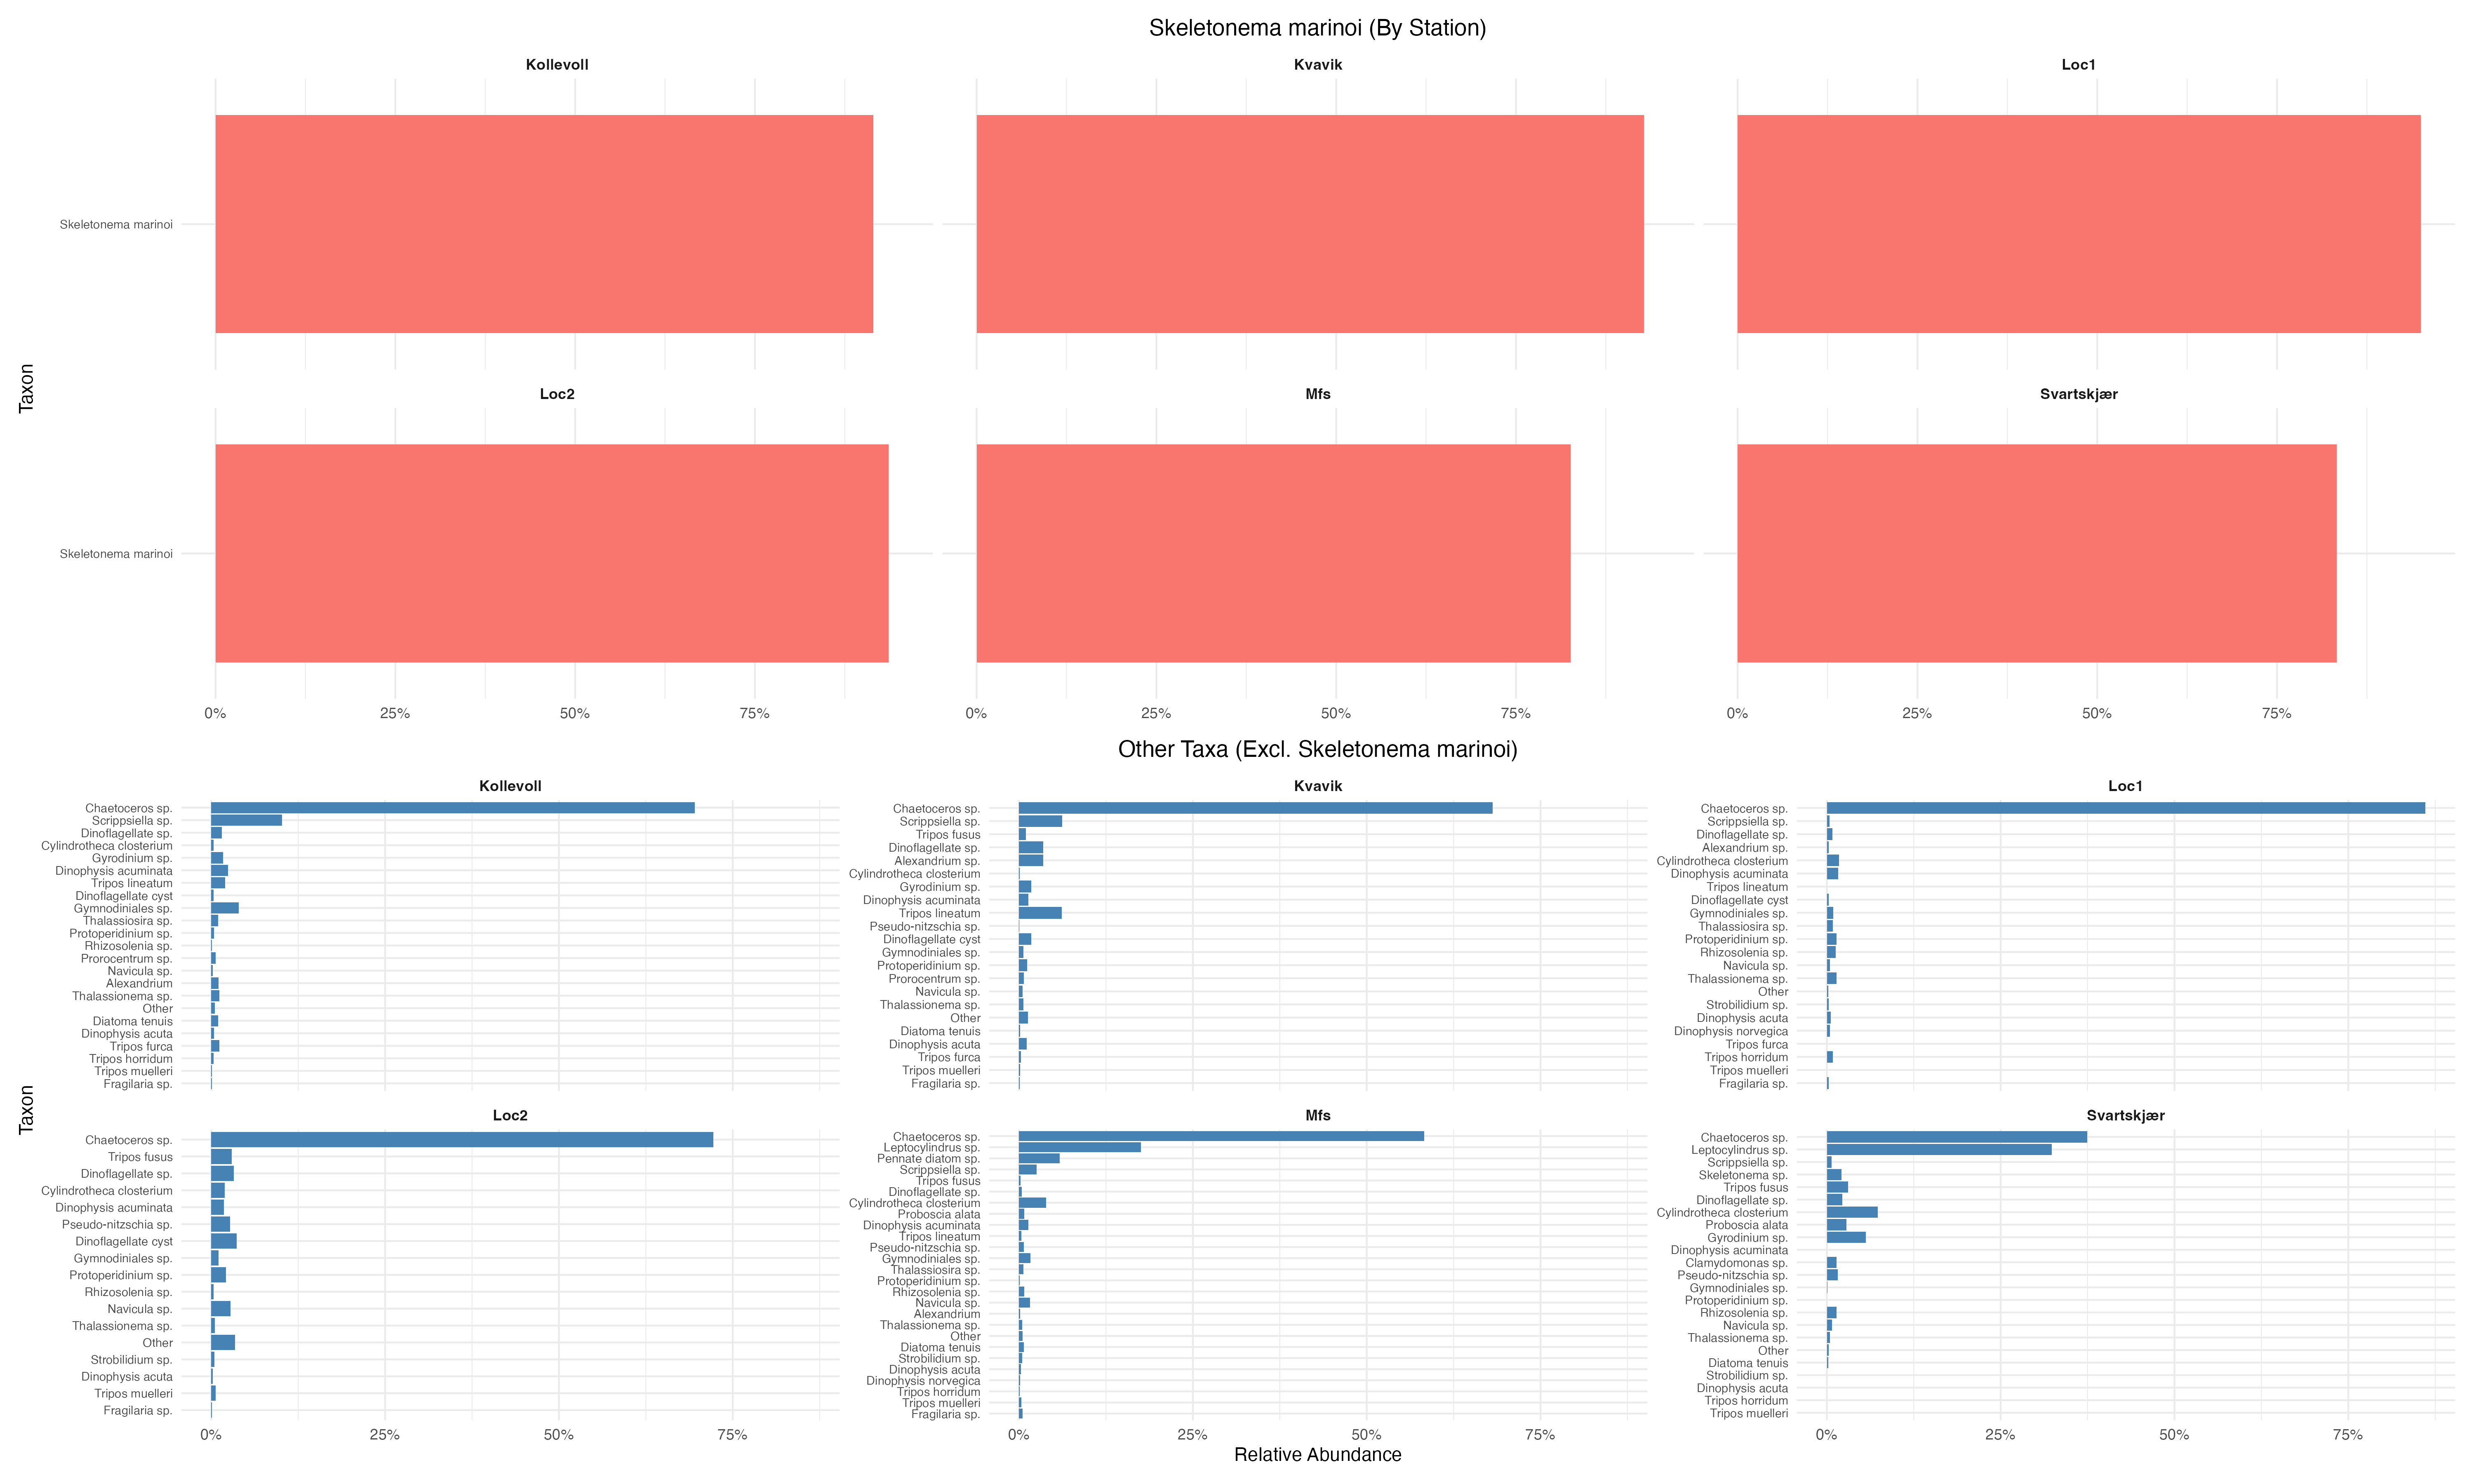 Skeletonema marinoi (By Station)
Kollevoll
Kvavik
Loc1
Skeletonema marinoi
Taxon
Loc2
Mfs
Svartskjær
Skeletonema marinoi
0% 25% 50% 75%
0% 25% 50% 75%
0% 25% 50% 75%
Other Taxa (Excl. Skeletonema marinoi)
Kollevoll
Chaetoceros sp.
Scrippsiella sp.
Dinoflagellate sp.
Cylindrotheca closterium
Gyrodinium sp.
Dinophysis acuminata
Tripos lineatum
Dinoflagellate cyst
Gymnodiniales sp.
Thalassiosira sp.
Protoperidinium sp.
Rhizosolenia sp.
Prorocentrum sp.
Navicula sp.
Alexandrium
Thalassionema sp.
Other
Diatoma tenuis
Dinophysis acuta
Tripos furca
Tripos horridum
Tripos muelleri
Fragilaria sp.
Kvavik
Chaetoceros sp.
Scrippsiella sp.
Tripos fusus
Dinoflagellate sp.
Alexandrium sp.
Cylindrotheca closterium
Gyrodinium sp.
Dinophysis acuminata
Tripos lineatum
Pseudo-nitzschia sp.
Dinoflagellate cyst
Gymnodiniales sp.
Protoperidinium sp.
Prorocentrum sp.
Navicula sp.
Thalassionema sp.
Other
Diatoma tenuis
Dinophysis acuta
Tripos furca
Tripos muelleri
Fragilaria sp.
Loc1
Chaetoceros sp.
Scrippsiella sp.
Dinoflagellate sp.
Alexandrium sp.
Cylindrotheca closterium
Dinophysis acuminata
Tripos lineatum
Dinoflagellate cyst
Gymnodiniales sp.
Thalassiosira sp.
Protoperidinium sp.
Rhizosolenia sp.
Navicula sp.
Thalassionema sp.
Other
Strobilidium sp.
Dinophysis acuta
Dinophysis norvegica
Tripos furca
Tripos horridum
Tripos muelleri
Fragilaria sp.
Taxon
Loc2
Chaetoceros sp.
Tripos fusus
Dinoflagellate sp.
Cylindrotheca closterium
Dinophysis acuminata
Pseudo-nitzschia sp.
Dinoflagellate cyst
Gymnodiniales sp.
Protoperidinium sp.
Rhizosolenia sp.
Navicula sp.
Thalassionema sp.
Other
Strobilidium sp.
Dinophysis acuta
Tripos muelleri
Fragilaria sp.
0% 25% 50% 75%
Mfs
Chaetoceros sp.
Leptocylindrus sp.
Pennate diatom sp.
Scrippsiella sp.
Tripos fusus
Dinoflagellate sp.
Cylindrotheca closterium
Proboscia alata
Dinophysis acuminata
Tripos lineatum
Pseudo-nitzschia sp.
Gymnodiniales sp.
Thalassiosira sp.
Protoperidinium sp.
Rhizosolenia sp.
Navicula sp.
Alexandrium
Thalassionema sp.
Other
Diatoma tenuis
Strobilidium sp.
Dinophysis acuta
Dinophysis norvegica
Tripos horridum
Tripos muelleri
Fragilaria sp.
0% 25% 50% 75%
Svartskjær
Chaetoceros sp.
Leptocylindrus sp.
Scrippsiella sp.
Skeletonema sp.
Tripos fusus
Dinoflagellate sp.
Cylindrotheca closterium
Proboscia alata
Gyrodinium sp.
Dinophysis acuminata
Clamydomonas sp.
Pseudo-nitzschia sp.
Gymnodiniales sp.
Protoperidinium sp.
Rhizosolenia sp.
Navicula sp.
Thalassionema sp.
Other
Diatoma tenuis
Strobilidium sp.
Dinophysis acuta
Tripos horridum
Tripos muelleri
0% 25% 50% 75%
Relative Abundance